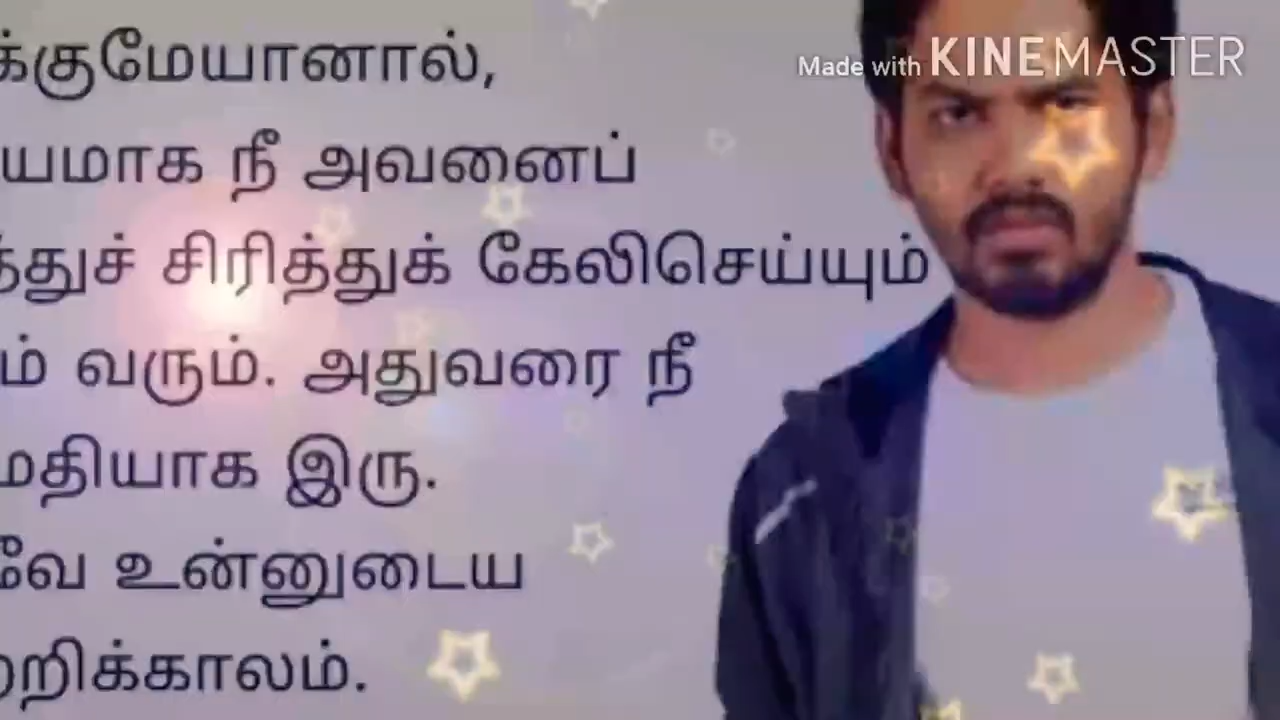 Made with KINEMASTER
க்குமேயானால்,
யமாக நீ அவனைப்
த்துச் சிரித்துக் கேலிசெய்யும்
ம் வரும். அதுவரை நீ
மதியாக இரு.
வே உன்னுடைய
றிக்காலம்.